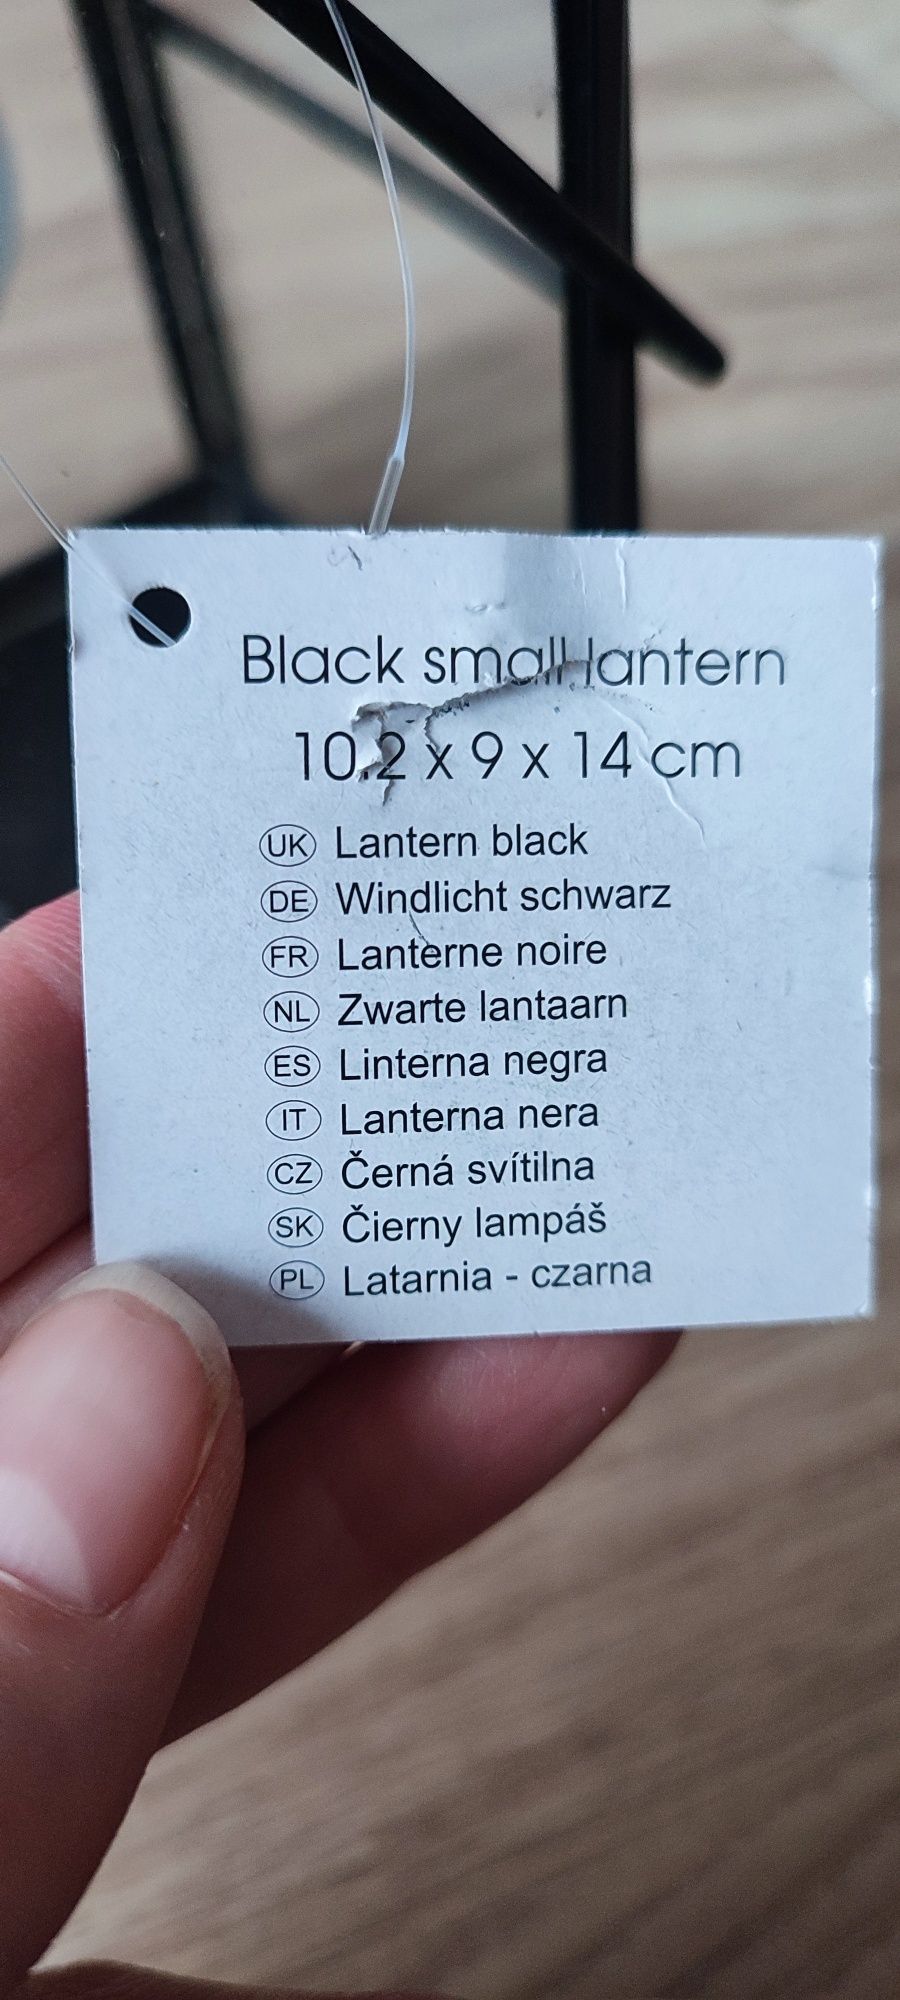 Black small lantern
10.2 x 9 x 14 cm
UK Lantern black
DE Windlicht schwarz
FR Lanterne noire
NL Zwarte lantaarn
ES Linterna negra
IT Lanterna nera
CZ Černá svítilna
SK Čierny lampáš
PL Latarnia - czarna